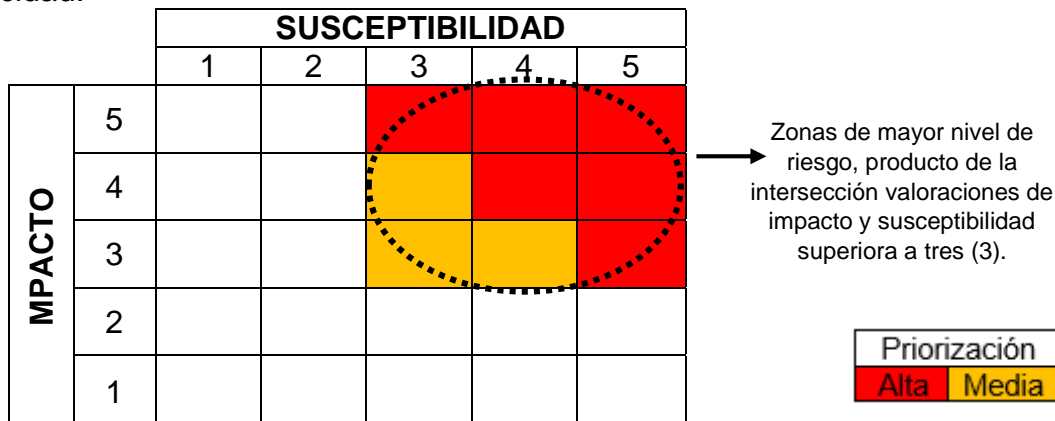 SUSCEPTIBILIDAD
1 2 3 4 5
MPACTO
5
4
3
2
1
Zonas de mayor nivel de
riesgo, producto de la
intersección valoraciones de
impacto y susceptibilidad
superiora a tres (3).
Priorización
Alta Media